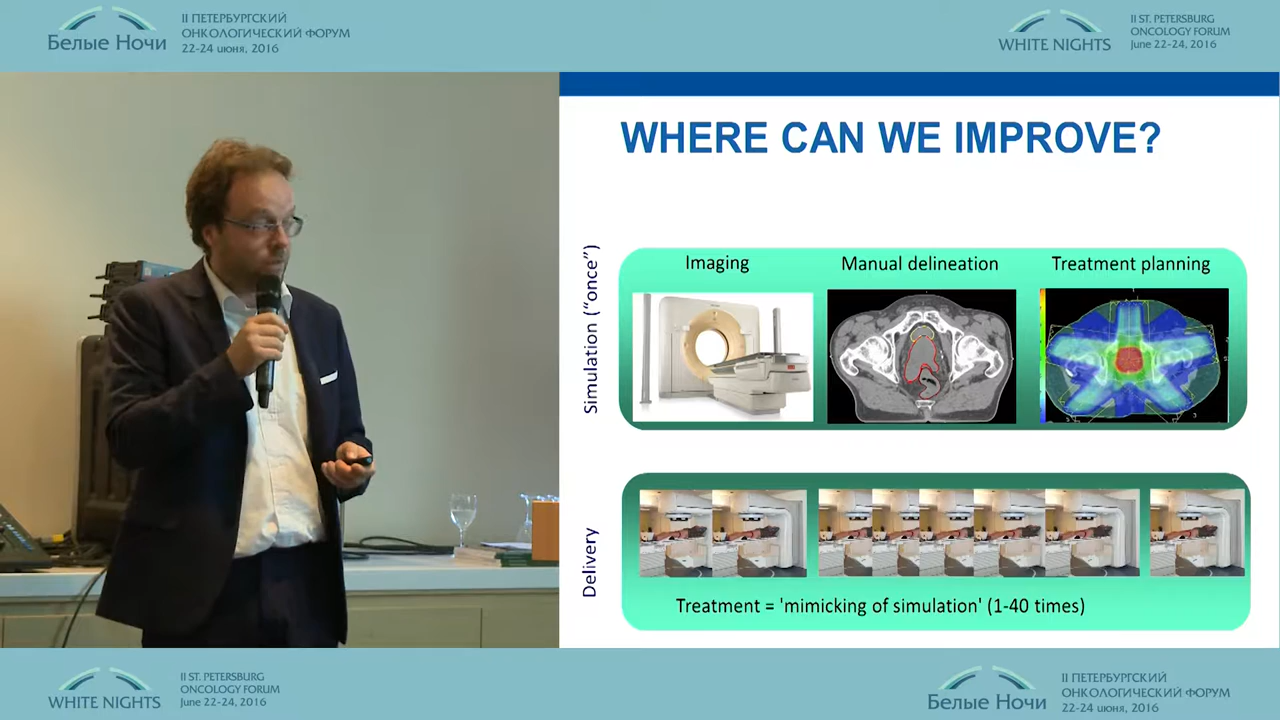 Белые Ночи
II ПЕТЕРБУРГСКИЙ
ОНКОЛОГИЧЕСКИЙ ФОРУМ
22-24 июня, 2016
WHITE NIGHTS
II ST. PETERSBURG
ONCOLOGY FORUM
June 22-24, 2016
WHERE CAN WE IMPROVE?
Simulation ("once")
Imaging
Manual delineation
Treatment planning
Delivery
Treatment = 'mimicking of simulation' (1-40 times)
WHITE NIGHTS
II ST. PETERSBURG
ONCOLOGY FORUM
June 22-24, 2016
Белые Ночи
II ПЕТЕРБУРГСКИЙ
ОНКОЛОГИЧЕСКИЙ ФОРУМ
22-24 июня, 2016